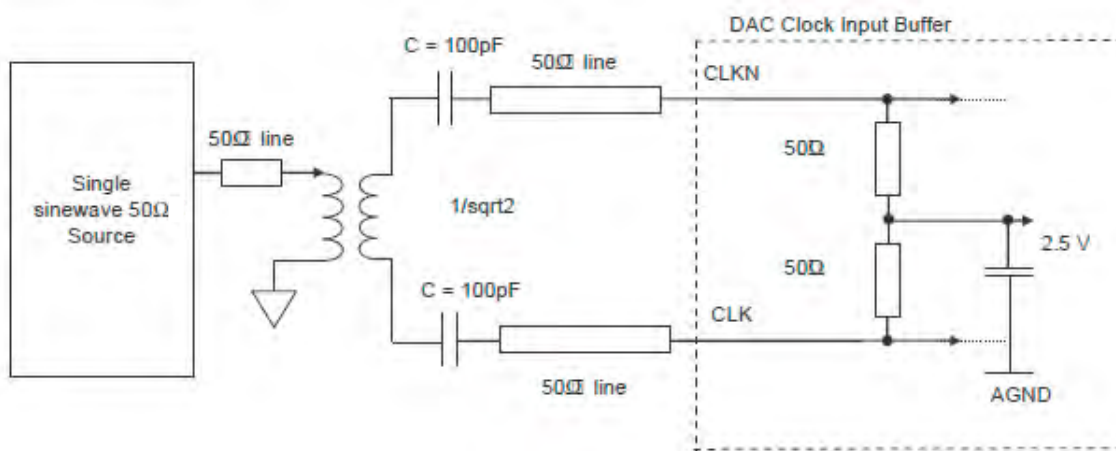 DAC Clock Input Buffer
C = 100pF
50Ω line
CLKN
50Ω line
50Ω
Single
sinewave 50Ω
Source
1/sqrt2
2.5 V
50Ω
C = 100pF
CLK
50Ω line
AGND